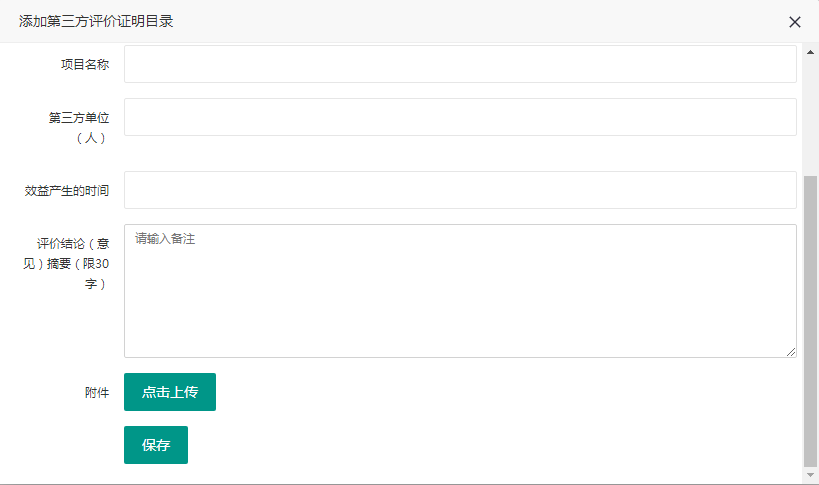 添加第三方评价证明目录
项目名称
第三方单位
（人）
效益产生的时间
评价结论（意
见）摘要（限30
字）
请输入备注
附件
点击上传
保存